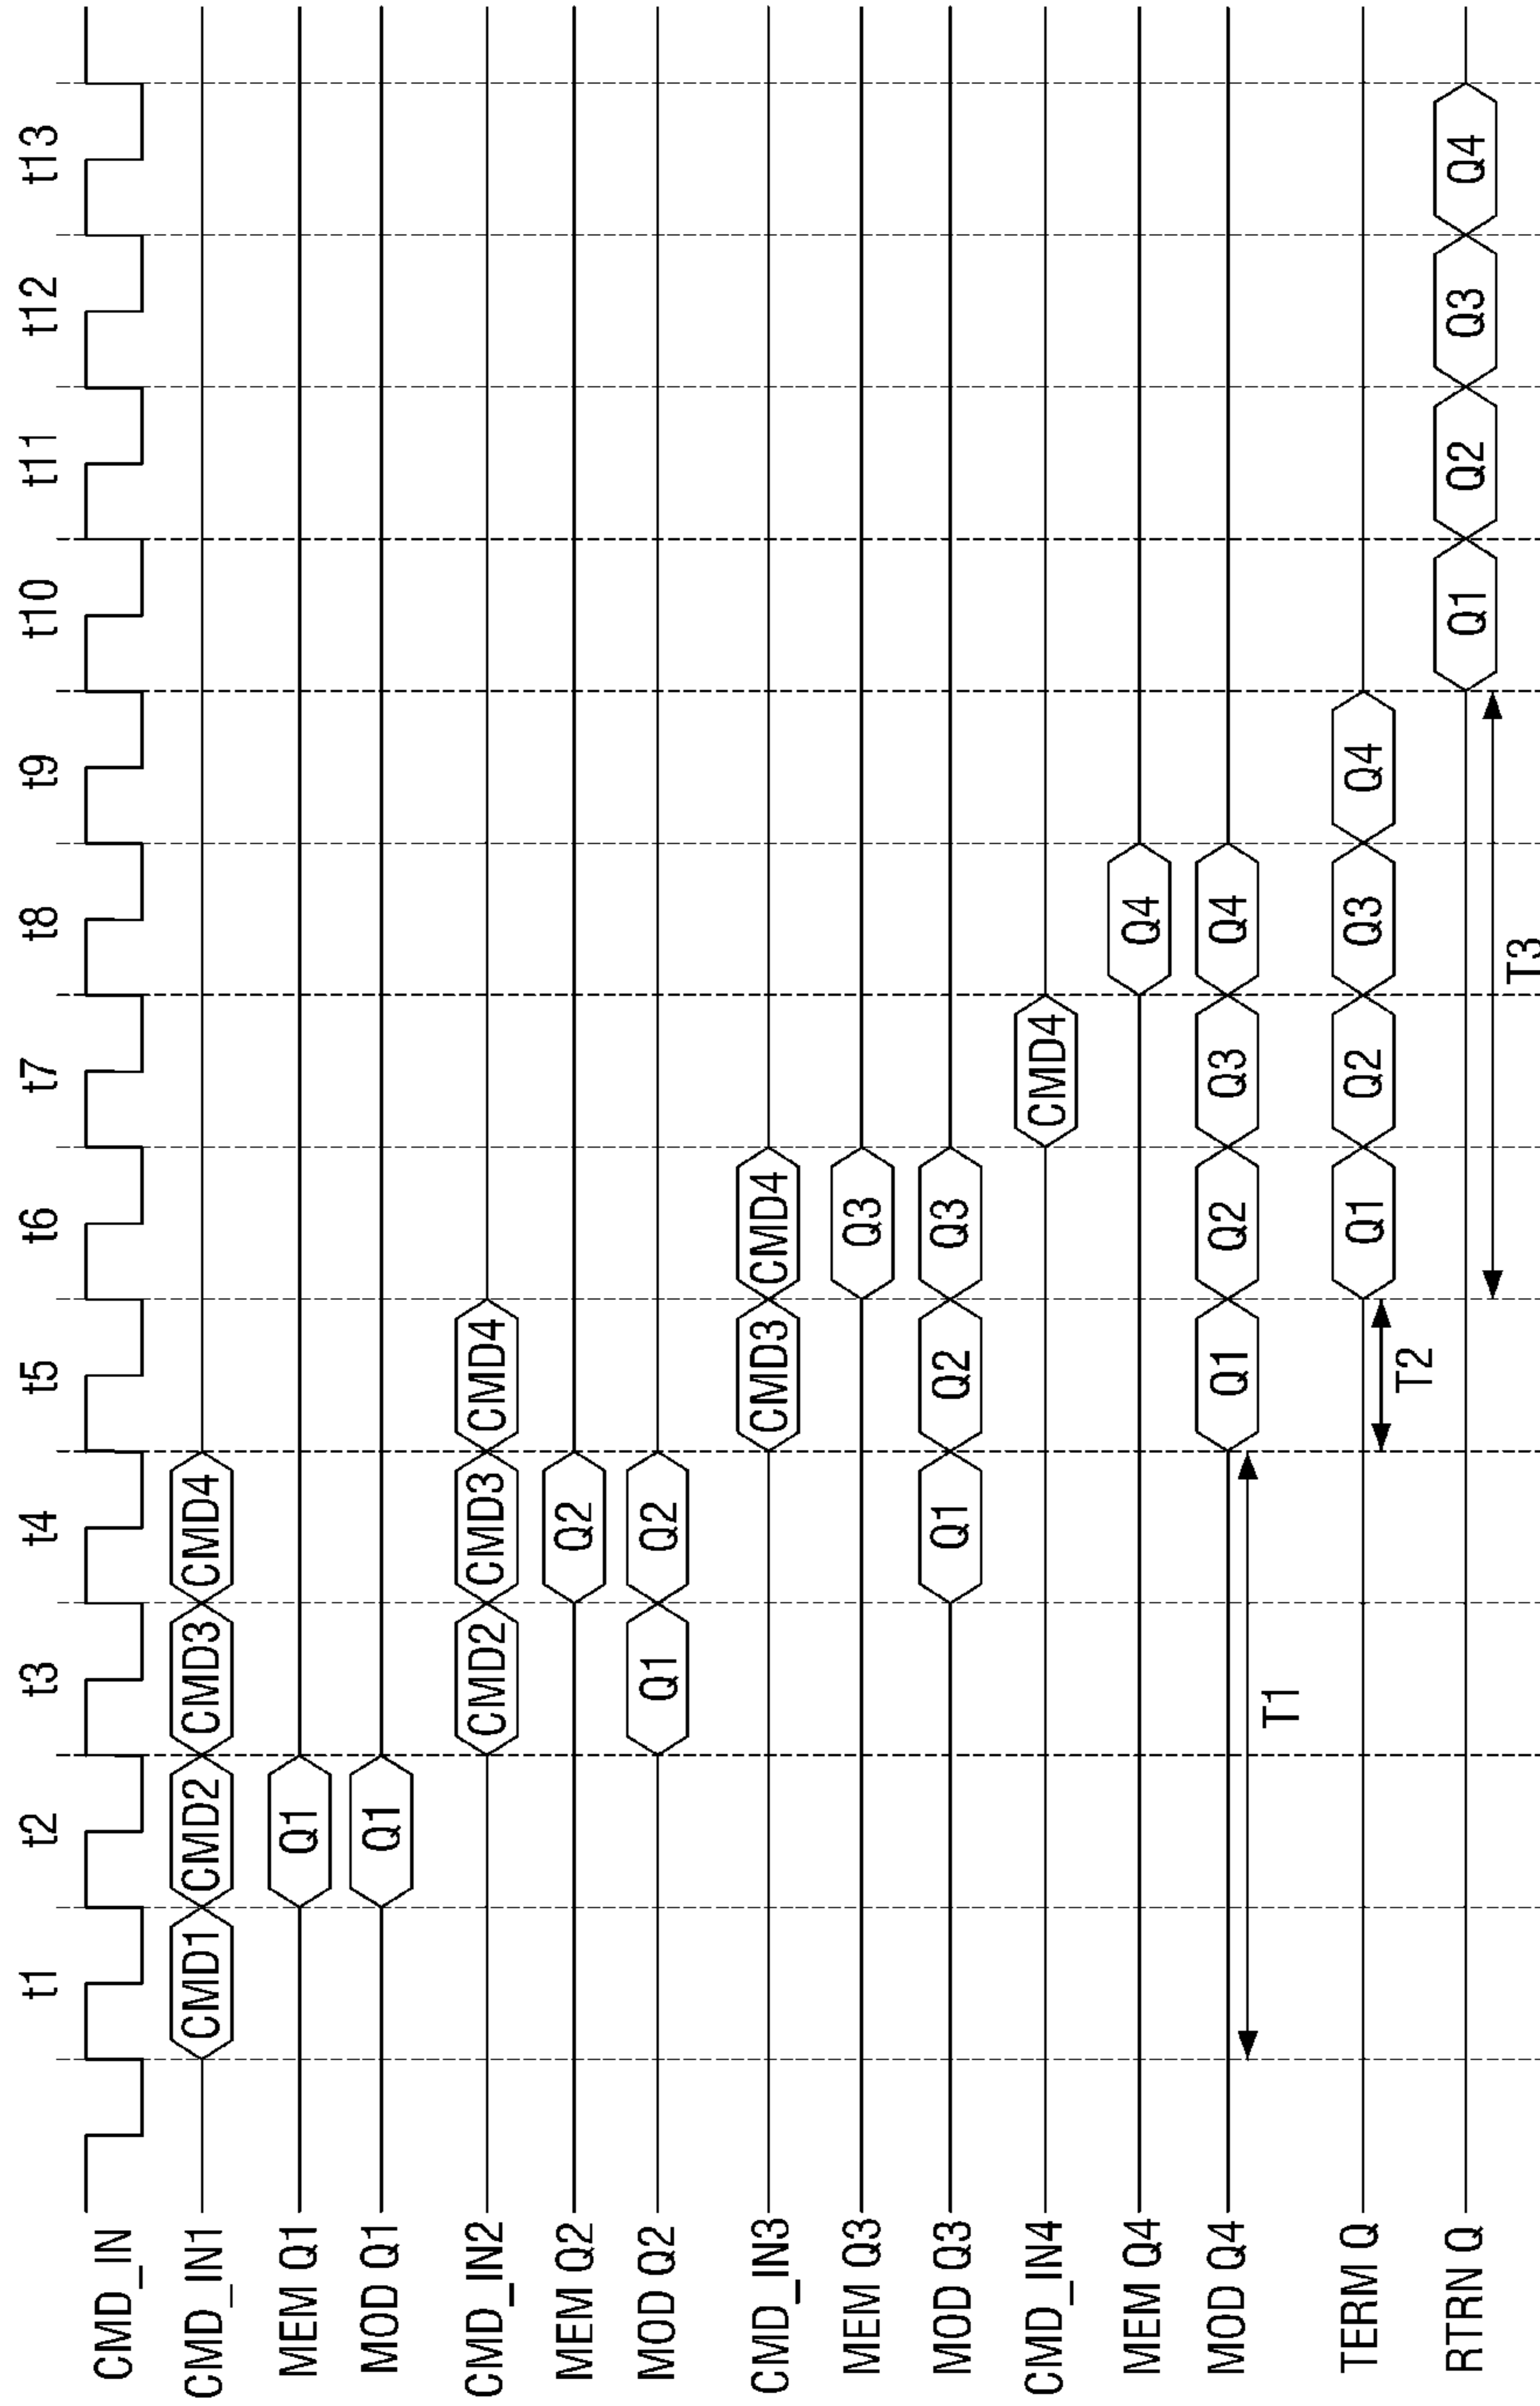 t1 t2 t3 t4 t5 t6 t7 t8 t9 t10 t11 t12 t13
CMD_IN
CMD_IN1 CMD1 CMD2 CMD3 CMD4
MEM Q1 Q1
MOD Q1 Q1
CMD_IN2 CMD2 CMD3 CMD4
MEM Q2 Q2
MOD Q2 Q1 Q2
CMD_IN3 CMD3 CMD4
MEM Q3 Q3
MOD Q3 Q1 Q2 Q3
CMD_IN4 CMD4
MEM Q4 Q4
MOD Q4 Q1 Q2 Q3 Q4
T1
TERM Q Q1 Q2 Q3 Q4
T2
RTRN Q Q1 Q2 Q3 Q4
T3